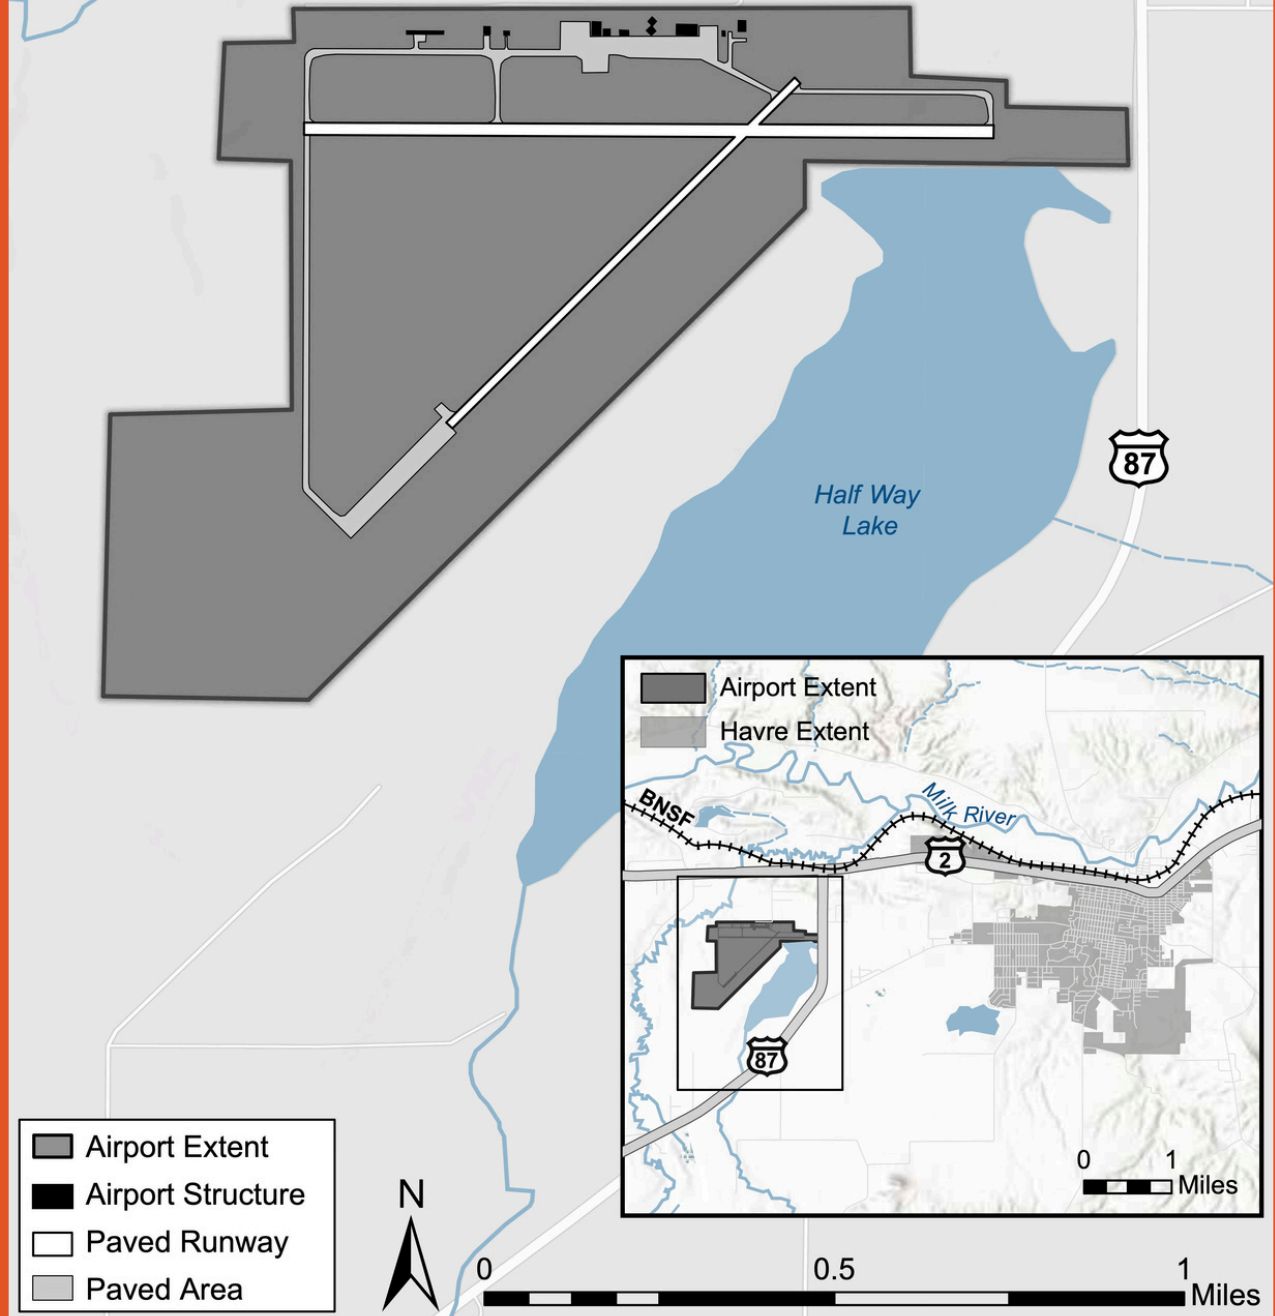 87
Half Way
Lake
Airport Extent
Havre Extent
BNSF
Milk River
2
87
0 1
Miles
Airport Extent
Airport Structure
Paved Runway
Paved Area
N
0 0.5 1
Miles